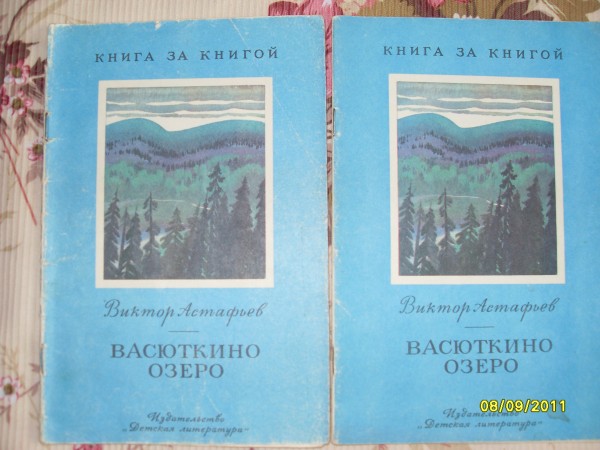 КНИГА ЗА КНИГОЙ
Виктор Астафьев
ВАСЮТКИНО
ОЗЕРО
Издательство
„Детская литература"
КНИГА ЗА КНИГОЙ
Виктор Астафьев
ВАСЮТКИНО
ОЗЕРО
Издательство
„Детская литература"
08/09/2011